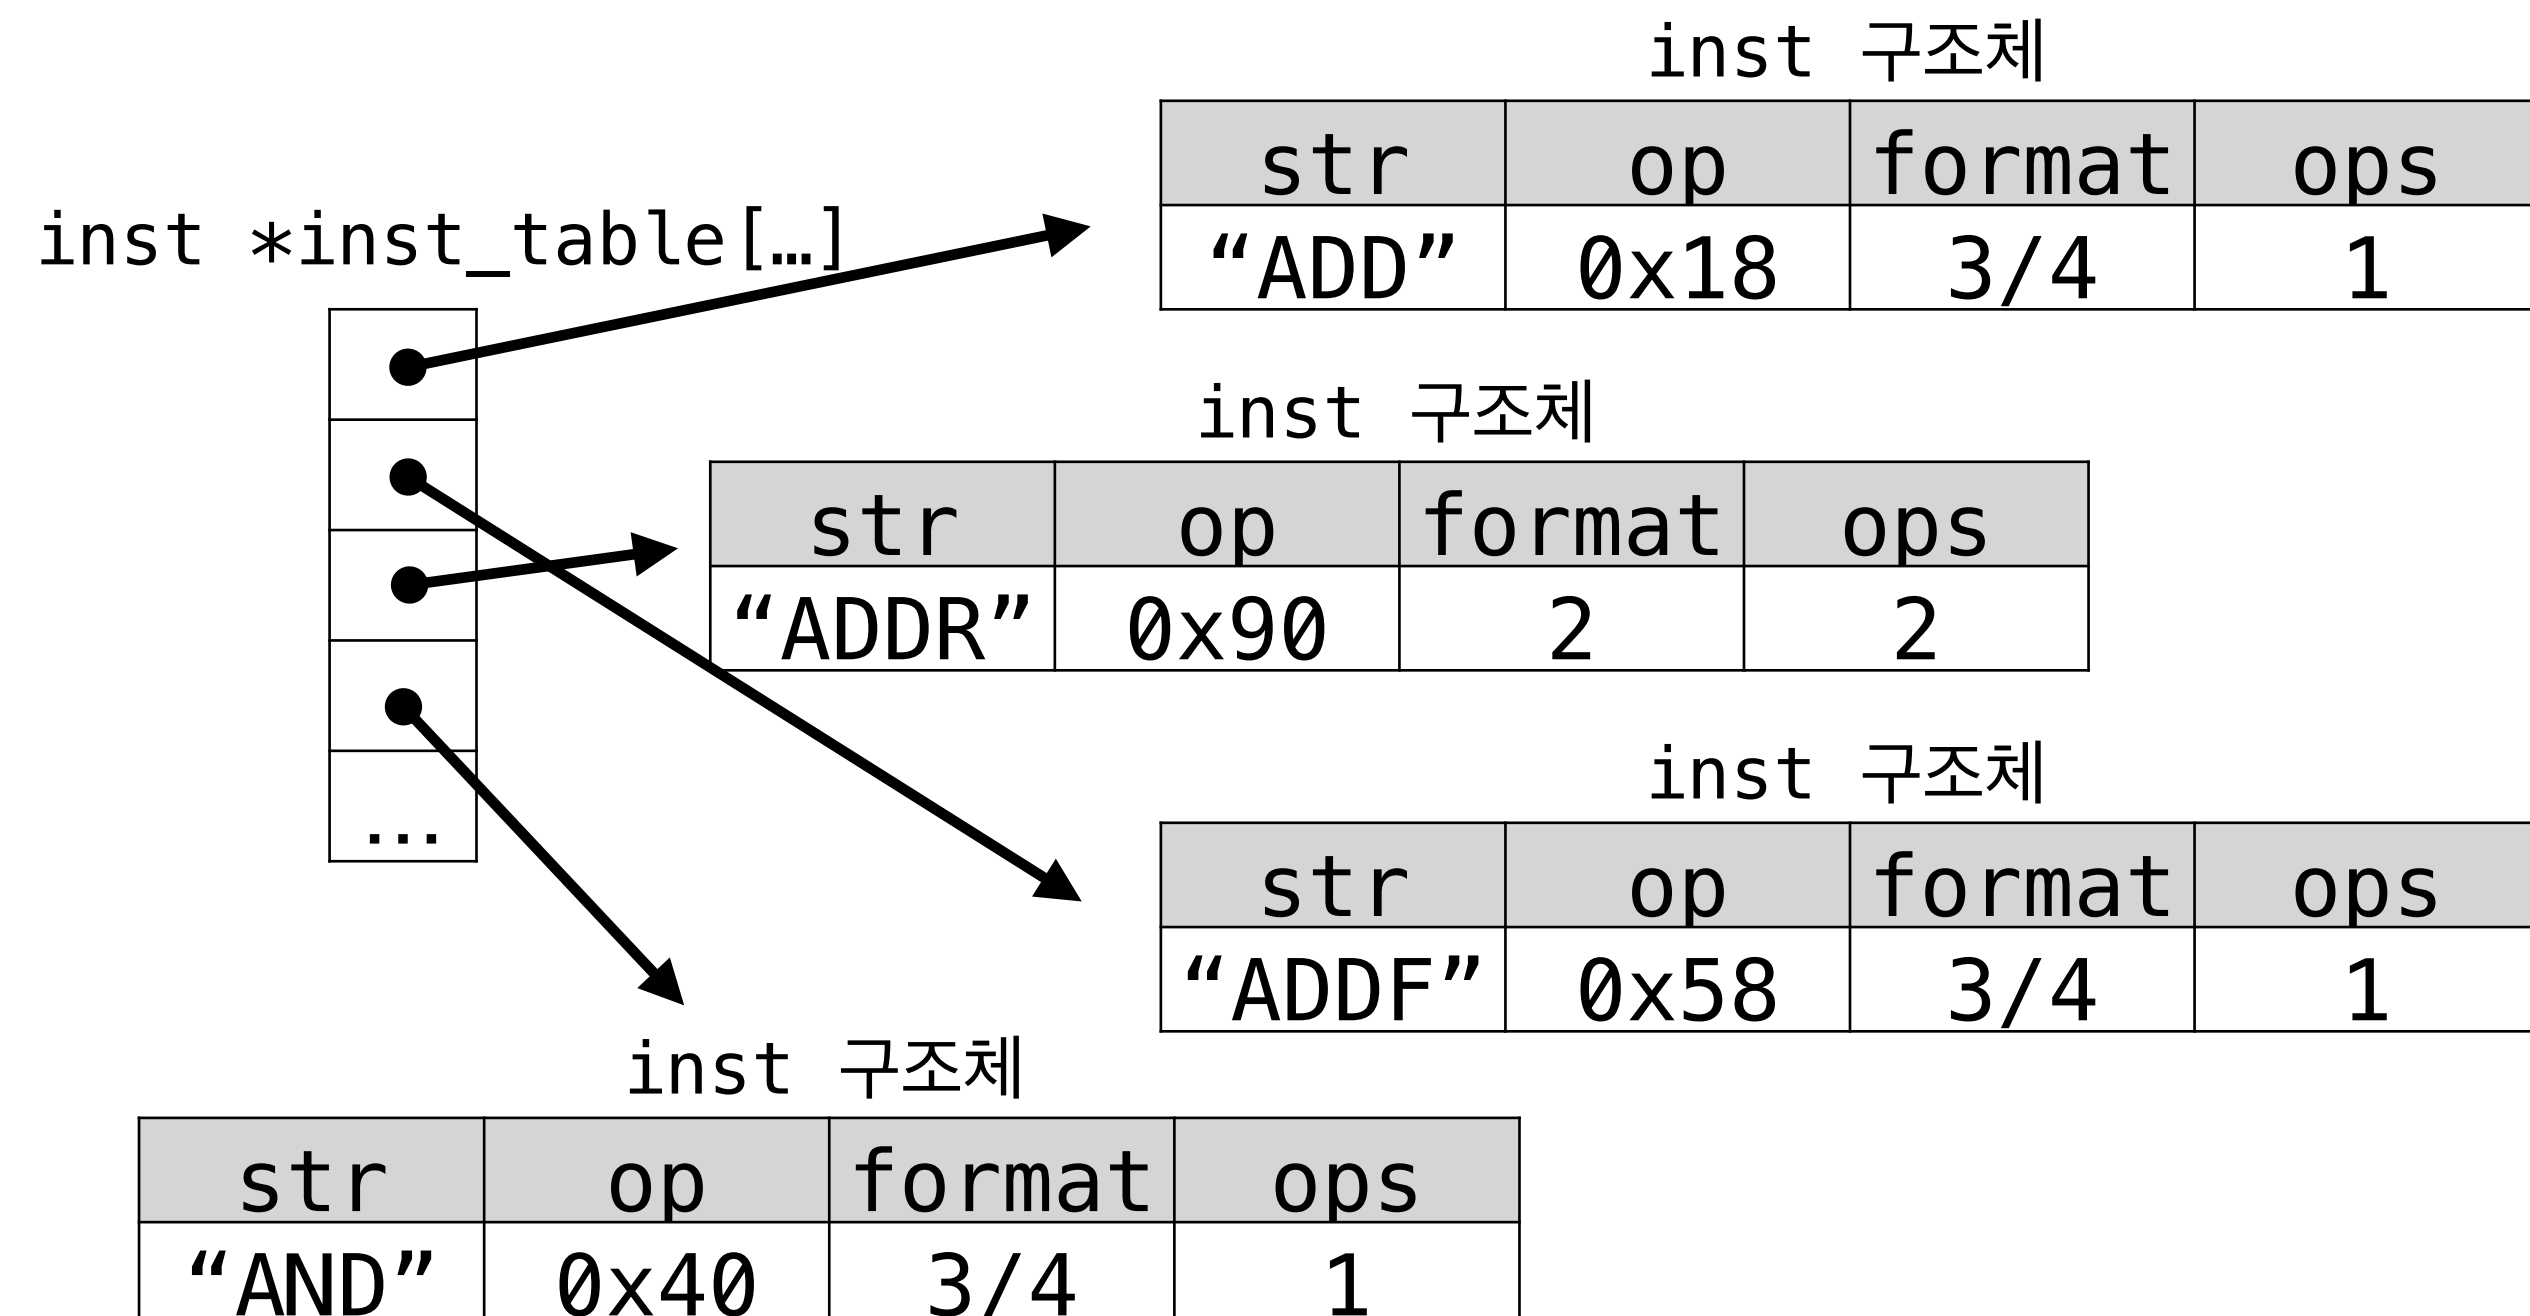 inst 구조체
str op format ops
“ADD” 0x18 3/4 1
inst *inst_table[…]
inst 구조체
str op format ops
“ADDR” 0x90 2 2
inst 구조체
str op format ops
“ADDF” 0x58 3/4 1
...
inst 구조체
str op format ops
“AND” 0x40 3/4 1